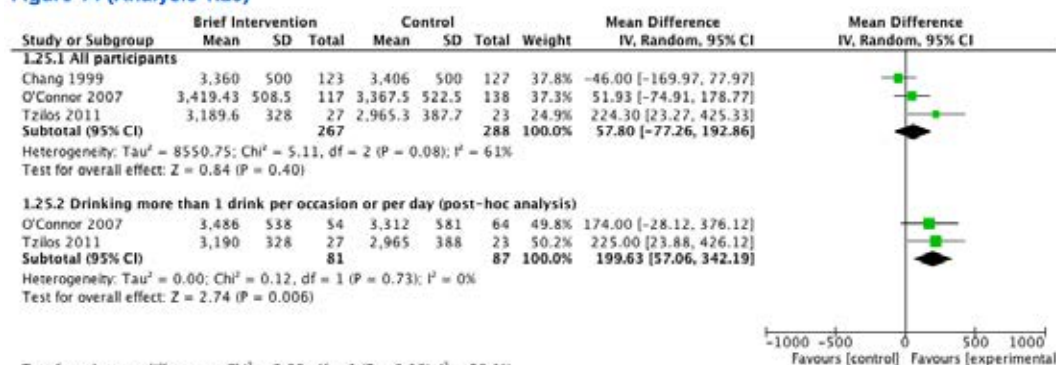 Brief Intervention Control Mean Difference Mean Difference
Study or Subgroup Mean SD Total Mean SD Total Weight IV, Random, 95% CI IV, Random, 95% CI
1.25.1 All participants
Chang 1999 3,360 500 123 3,406 500 127 37.8% -46.00 [-169.97, 77.97]
O'Connor 2007 3,419.43 508.5 117 3,367.5 522.5 138 37.3% 51.93 [-74.91, 178.77]
Tzilos 2011 3,189.6 328 27 2,965.3 387.7 23 24.9% 224.30 [23.27, 425.33]
Subtotal (95% CI) 267 288 100.0% 57.80 [-77.26, 192.86]
Heterogeneity: Tau² = 8550.75; Chi² = 5.11, df = 2 (P = 0.08); I² = 61%
Test for overall effect: Z = 0.84 (P = 0.40)
1.25.2 Drinking more than 1 drink per occasion or per day (post-hoc analysis)
O'Connor 2007 3,486 538 54 3,312 581 64 49.8% 174.00 [-28.12, 376.12]
Tzilos 2011 3,190 328 27 2,965 388 23 50.2% 225.00 [23.88, 426.12]
Subtotal (95% CI) 81 87 100.0% 199.63 [57.06, 342.19]
Heterogeneity: Tau² = 0.00; Chi² = 0.12, df = 1 (P = 0.73); I² = 0%
Test for overall effect: Z = 2.74 (P = 0.006)
-1000 -500 0 500 1000
Favours [control] Favours [experimental